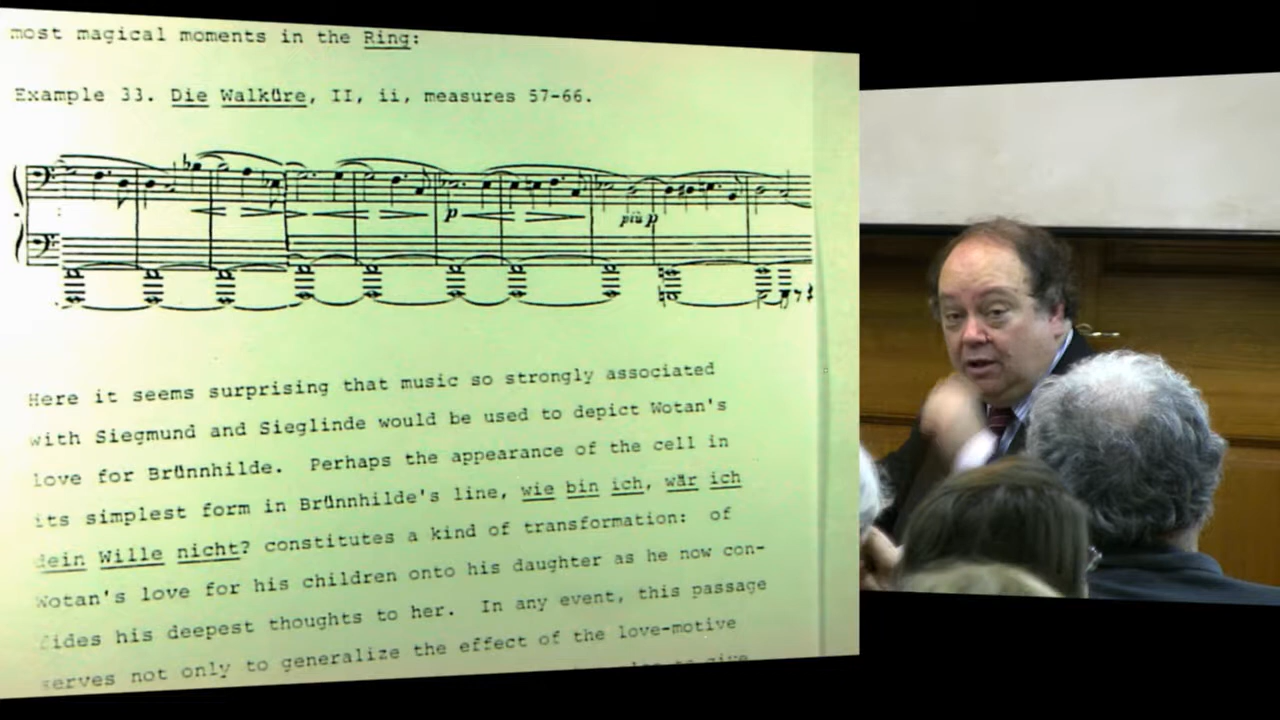 most magical moments in the Ring:
Example 33. Die Walküre, II, ii, measures 57-66.
p
più p
Here it seems surprising that music so strongly associated
with Siegmund and Sieglinde would be used to depict Wotan's
love for Brünnhilde. Perhaps the appearance of the cell in
its simplest form in Brünnhilde's line, wie bin ich, wär ich
dein Wille nicht? constitutes a kind of transformation: of
Wotan's love for his children onto his daughter as he now con-
fides his deepest thoughts to her. In any event, this passage
serves not only to generalize the effect of the love-motive